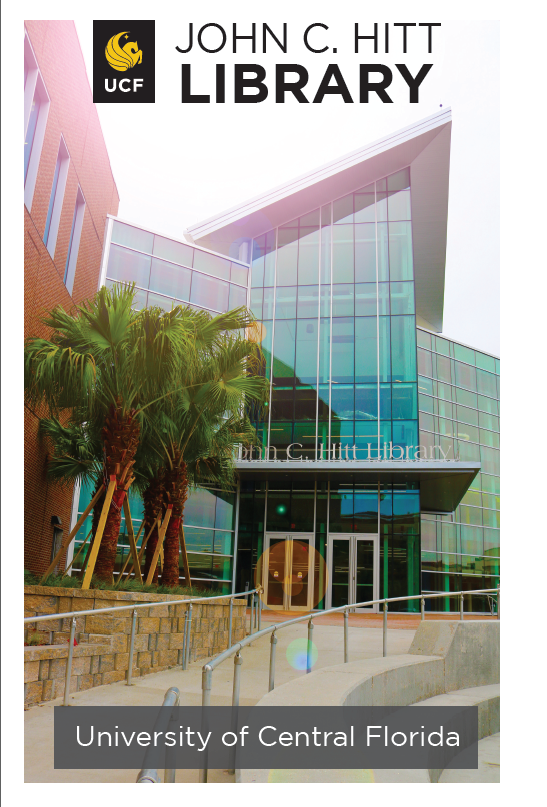 UCF
JOHN C. HITT
LIBRARY
John C. Hitt Library
University of Central Florida